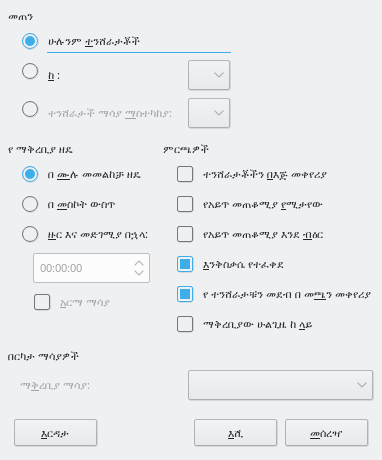 መጠን
ሁሉንም ተንሸራታቾች
ከ :
ተንሸራታች ማሳያ ማስተካከያ:
የ ማቅረቢያ ዘዴ
ምርጫዎች
በ ሙሉ መመልከቻ ዘዴ
ተንሸራታቾችን በእጅ መቀየሪያ
በ መስኮት ውስጥ
የአይጥ መጠቆሚያ የሚታየው
ዙር እና መድገሚያ በኋላ:
የአይጥ መጠቆሚያ እንደ ብዕር
00:00:00
እንቅስቃሴ የተፈቀደ
አርማ ማሳያ
የ ተንሸራታቹን መደብ በ መጫን መቀየሪያ
ማቅረቢያው ሁልጊዜ ከ ላይ
በርካታ ማሳያዎች
ማቅረቢያ ማሳያ:
እርዳታ
እሺ
መሰረዣ